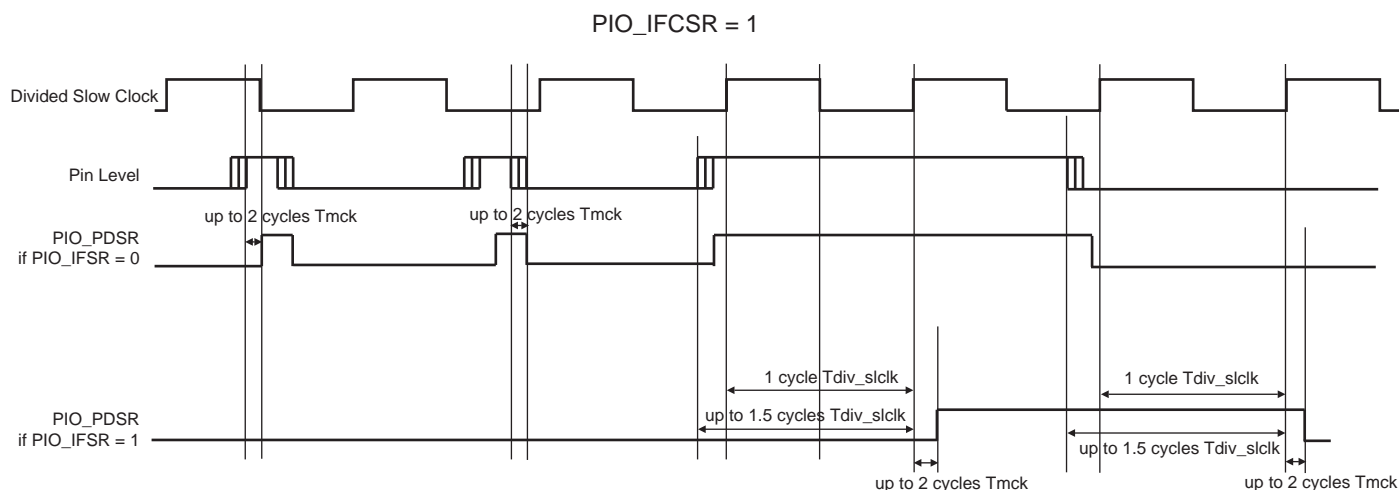 PIO_IFCSR = 1
Divided Slow Clock
Pin Level
up to 2 cycles Tmck
up to 2 cycles Tmck
PIO_PDSR
if PIO_IFSR = 0
1 cycle Tdiv_slclk
1 cycle Tdiv_slclk
up to 1.5 cycles Tdiv_slclk
PIO_PDSR
if PIO_IFSR = 1
up to 1.5 cycles Tdiv_slclk
up to 2 cycles Tmck
up to 2 cycles Tmck